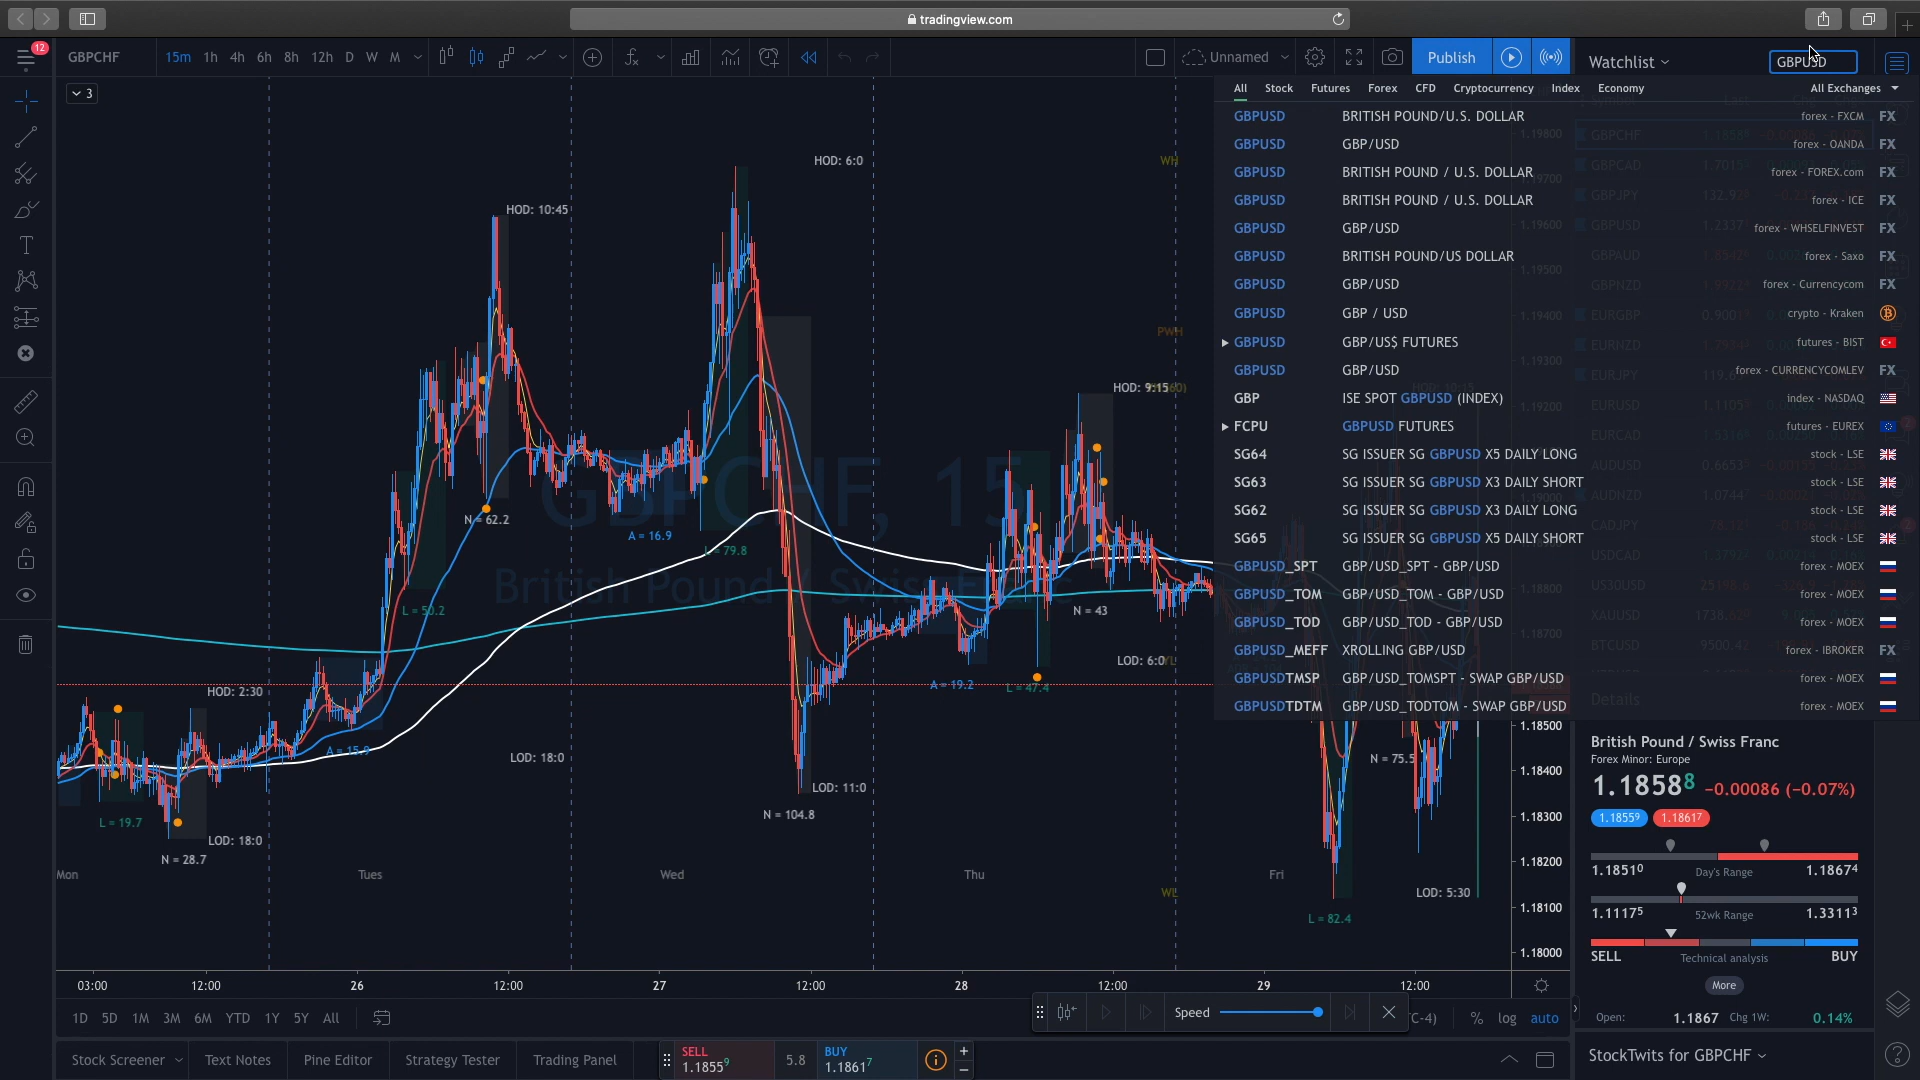 tradingview.com
12
GBPCHF
15m 1h 4h 6h 8h 12h D W M
Unnamed
Publish
Watchlist
GBPUSD
3
All Stock Futures Forex CFD Cryptocurrency Index Economy All Exchanges
GBPUSD BRITISH POUND/U.S. DOLLAR forex - FXCM FX
GBPUSD GBP/USD forex - OANDA FX
GBPUSD BRITISH POUND / U.S. DOLLAR forex - FOREX.com FX
GBPUSD BRITISH POUND / U.S. DOLLAR forex - ICE FX
GBPUSD GBP/USD forex - WHSELFINVEST FX
GBPUSD BRITISH POUND/US DOLLAR forex - Saxo FX
GBPUSD GBP/USD forex - Currencycom FX
GBPUSD GBP / USD crypto - Kraken
GBPUSD GBP/US$ FUTURES futures - BIST
GBPUSD GBP/USD forex - CURRENCYCOMLEV FX
GBP ISE SPOT GBPUSD (INDEX) index - NASDAQ
FCPU GBPUSD FUTURES futures - EUREX
SG64 SG ISSUER SG GBPUSD X5 DAILY LONG stock - LSE
SG63 SG ISSUER SG GBPUSD X3 DAILY SHORT stock - LSE
SG62 SG ISSUER SG GBPUSD X3 DAILY LONG stock - LSE
SG65 SG ISSUER SG GBPUSD X5 DAILY SHORT stock - LSE
GBPUSD_SPT GBP/USD_SPT - GBP/USD forex - MOEX
GBPUSD_TOM GBP/USD_TOM - GBP/USD forex - MOEX
GBPUSD_TOD GBP/USD_TOD - GBP/USD forex - MOEX
GBPUSD_MEFF XROLLING GBP/USD forex - IBROKER FX
GBPUSDTMSP GBP/USD_TOMSPT - SWAP GBP/USD forex - MOEX
GBPUSDTDTM GBP/USD_TODTOM - SWAP GBP/USD forex - MOEX
HOD: 6:0
WH
HOD: 10:45
PWH
HOD: 9:15
GBPCHF, 15
British Pound / Swiss Franc
N = 62.2
A = 16.9
L = 79.8
L = 50.2
N = 43
LOD: 6:0
A = 19.2
L = 47.4
HOD: 2:30
A = 15.9
LOD: 18:0
N = 75.5
LOD: 11:0
N = 104.8
L = 19.7
LOD: 18:0
N = 28.7
Mon Tues Wed Thu Fri
WL
LOD: 5:30
L = 82.4
1.18500
1.18400
1.18300
1.18200
1.18100
1.18000
03:00 12:00 26 12:00 27 12:00 28 12:00 29 12:00
Details
British Pound / Swiss Franc
Forex Minor: Europe
1.18588 −0.00086 (−0.07%)
1.18559 1.18617
1.18510 Day's Range 1.18674
1.11175 52wk Range 1.33113
SELL Technical analysis BUY
More
Open: 1.1867 Chg 1W: 0.14%
StockTwits for GBPCHF
1D 5D 1M 3M 6M YTD 1Y 5Y All
Speed
C-4) % log auto
Stock Screener Text Notes Pine Editor Strategy Tester Trading Panel
SELL
1.18559
5.8
BUY
1.18617